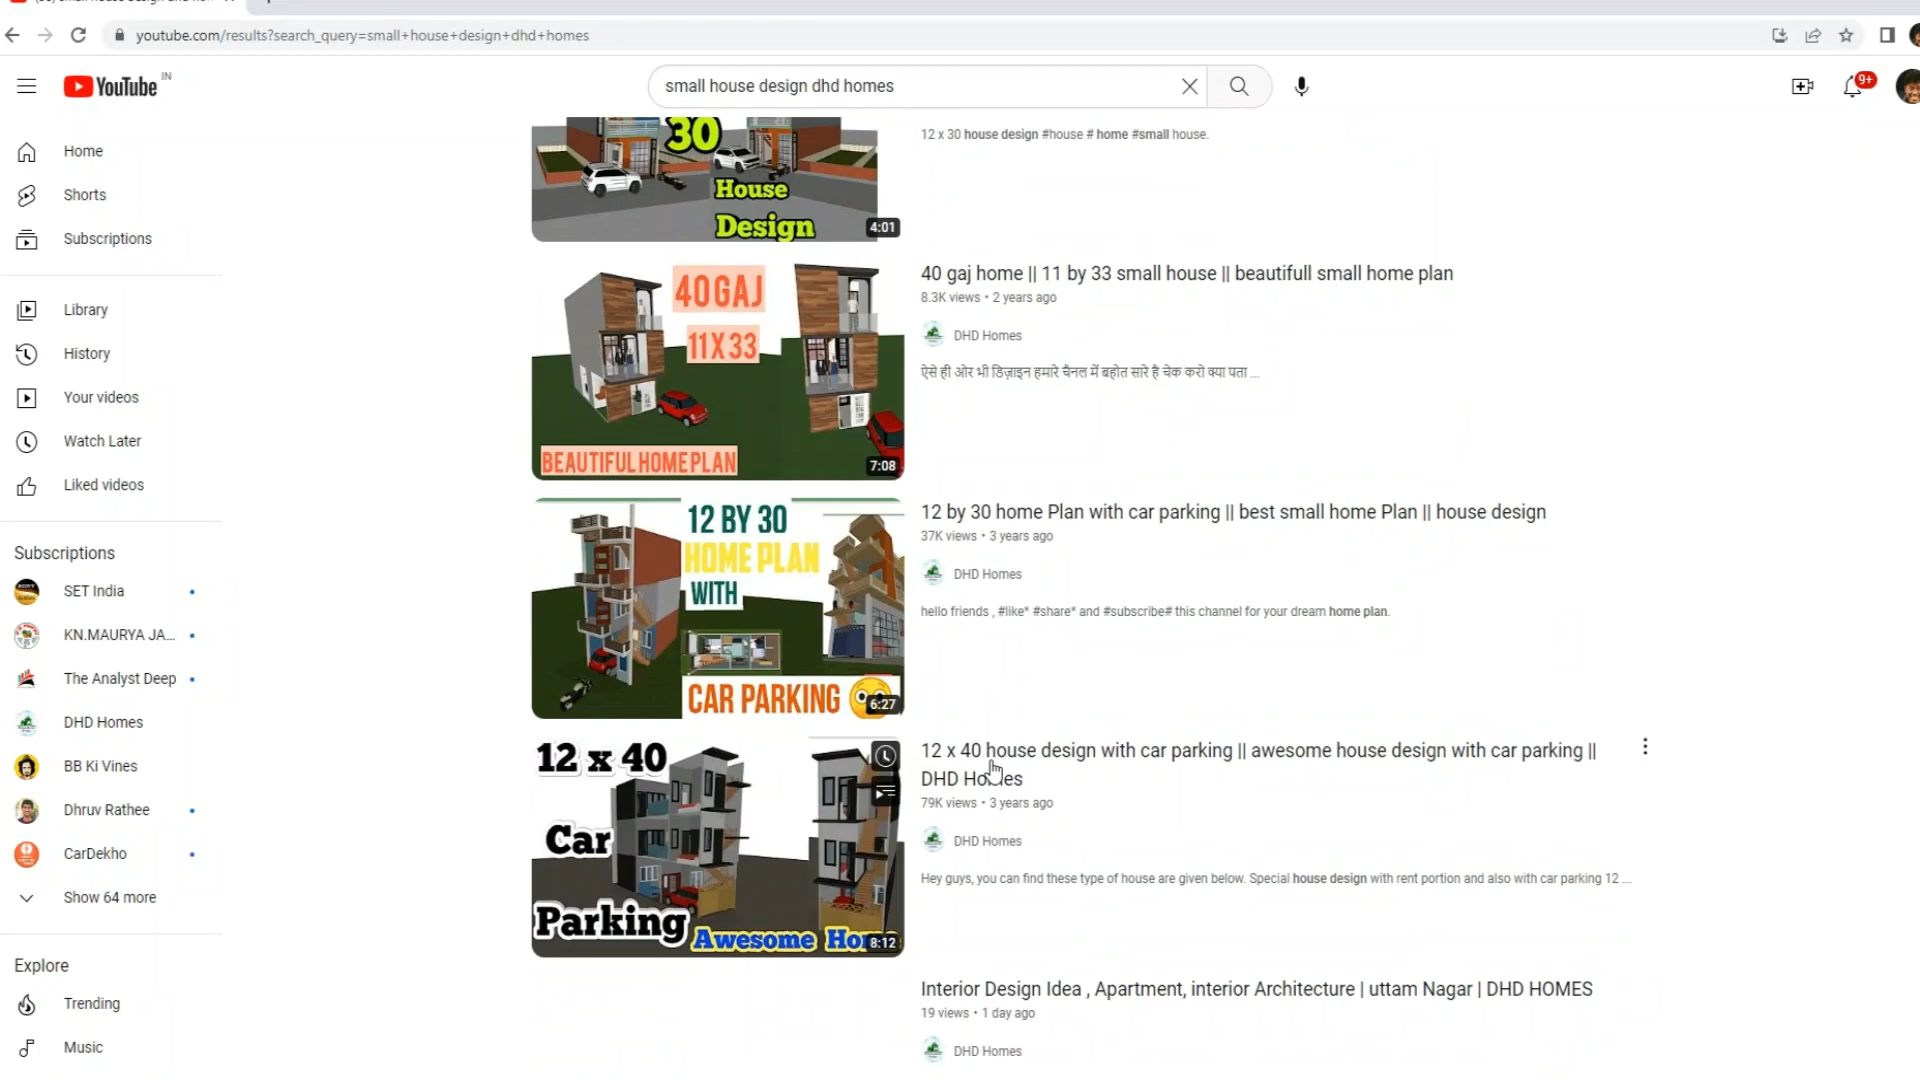 youtube.com/results?search_query=small+house+design+dhd+homes
YouTube IN
small house design dhd homes
9+
Home
Shorts
Subscriptions
Library
History
Your videos
Watch Later
Liked videos
Subscriptions
SET India
KN.MAURYA JA...
The Analyst Deep
DHD Homes
BB Ki Vines
Dhruv Rathee
CarDekho
Show 64 more
Explore
Trending
Music
30
House
Design
4:01
12 x 30 house design #house # home #small house.
40 GAJ
11 X 33
BEAUTIFUL HOME PLAN
7:08
40 gaj home || 11 by 33 small house || beautifull small home plan
8.3K views • 2 years ago
DHD Homes
ऐसे ही ओर भी डिज़ाइन हमारे चैनल में बहोत सारे है चेक करो क्या पता ...
12 BY 30
HOME PLAN
WITH
CAR PARKING
6:27
12 by 30 home Plan with car parking || best small home Plan || house design
37K views • 3 years ago
DHD Homes
hello friends , #like* #share* and #subscribe# this channel for your dream home plan.
12 x 40
Car
Parking
Awesome
8:12
12 x 40 house design with car parking || awesome house design with car parking ||
DHD Homes
79K views • 3 years ago
DHD Homes
Hey guys, you can find these type of house are given below. Special house design with rent portion and also with car parking 12 ...
Interior Design Idea , Apartment, interior Architecture | uttam Nagar | DHD HOMES
19 views • 1 day ago
DHD Homes